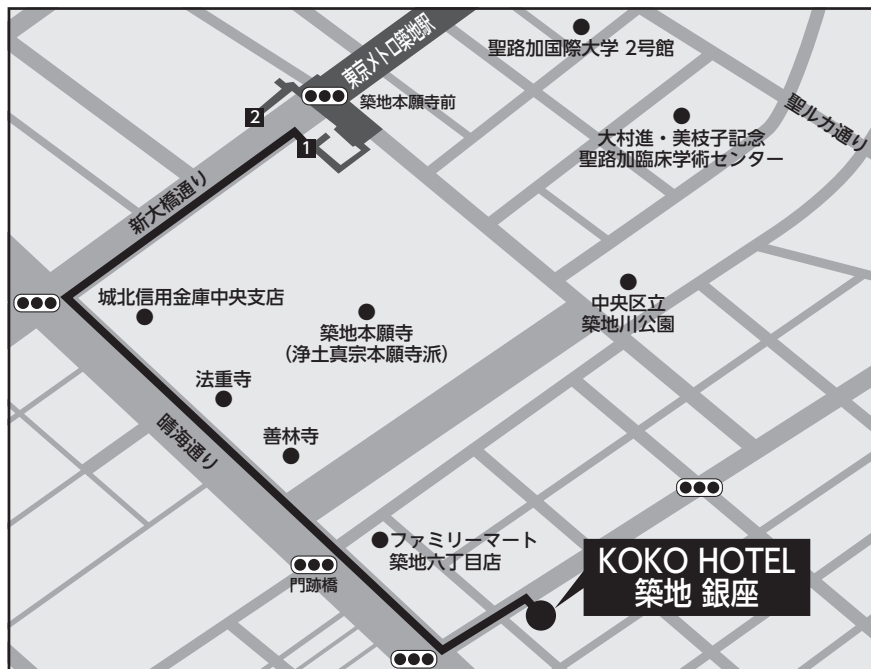 東京メトロ築地駅
聖路加国際大学 2号館
築地本願寺前
2
1
大村進・美枝子記念
聖路加臨床学術センター
聖ルカ通り
新大橋通り
城北信用金庫中央支店
築地本願寺
（浄土真宗本願寺派）
中央区立
築地川公園
法重寺
善林寺
晴海通り
ファミリーマート
築地六丁目店
門跡橋
KOKO HOTEL
築地 銀座